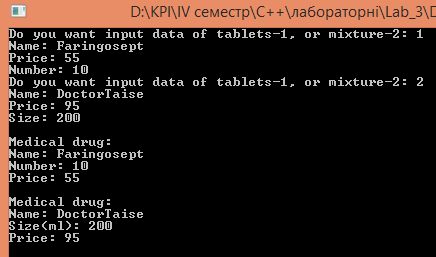 D:\KPI\IV семестр\C++\лабораторні\Lab_3\D
Do you want input data of tablets-1, or mixture-2: 1
Name: Faringosept
Price: 55
Number: 10
Do you want input data of tablets-1, or mixture-2: 2
Name: DoctorTaise
Price: 95
Size: 200
Medical drug:
Name: Faringosept
Number: 10
Price: 55
Medical drug:
Name: DoctorTaise
Size(ml): 200
Price: 95